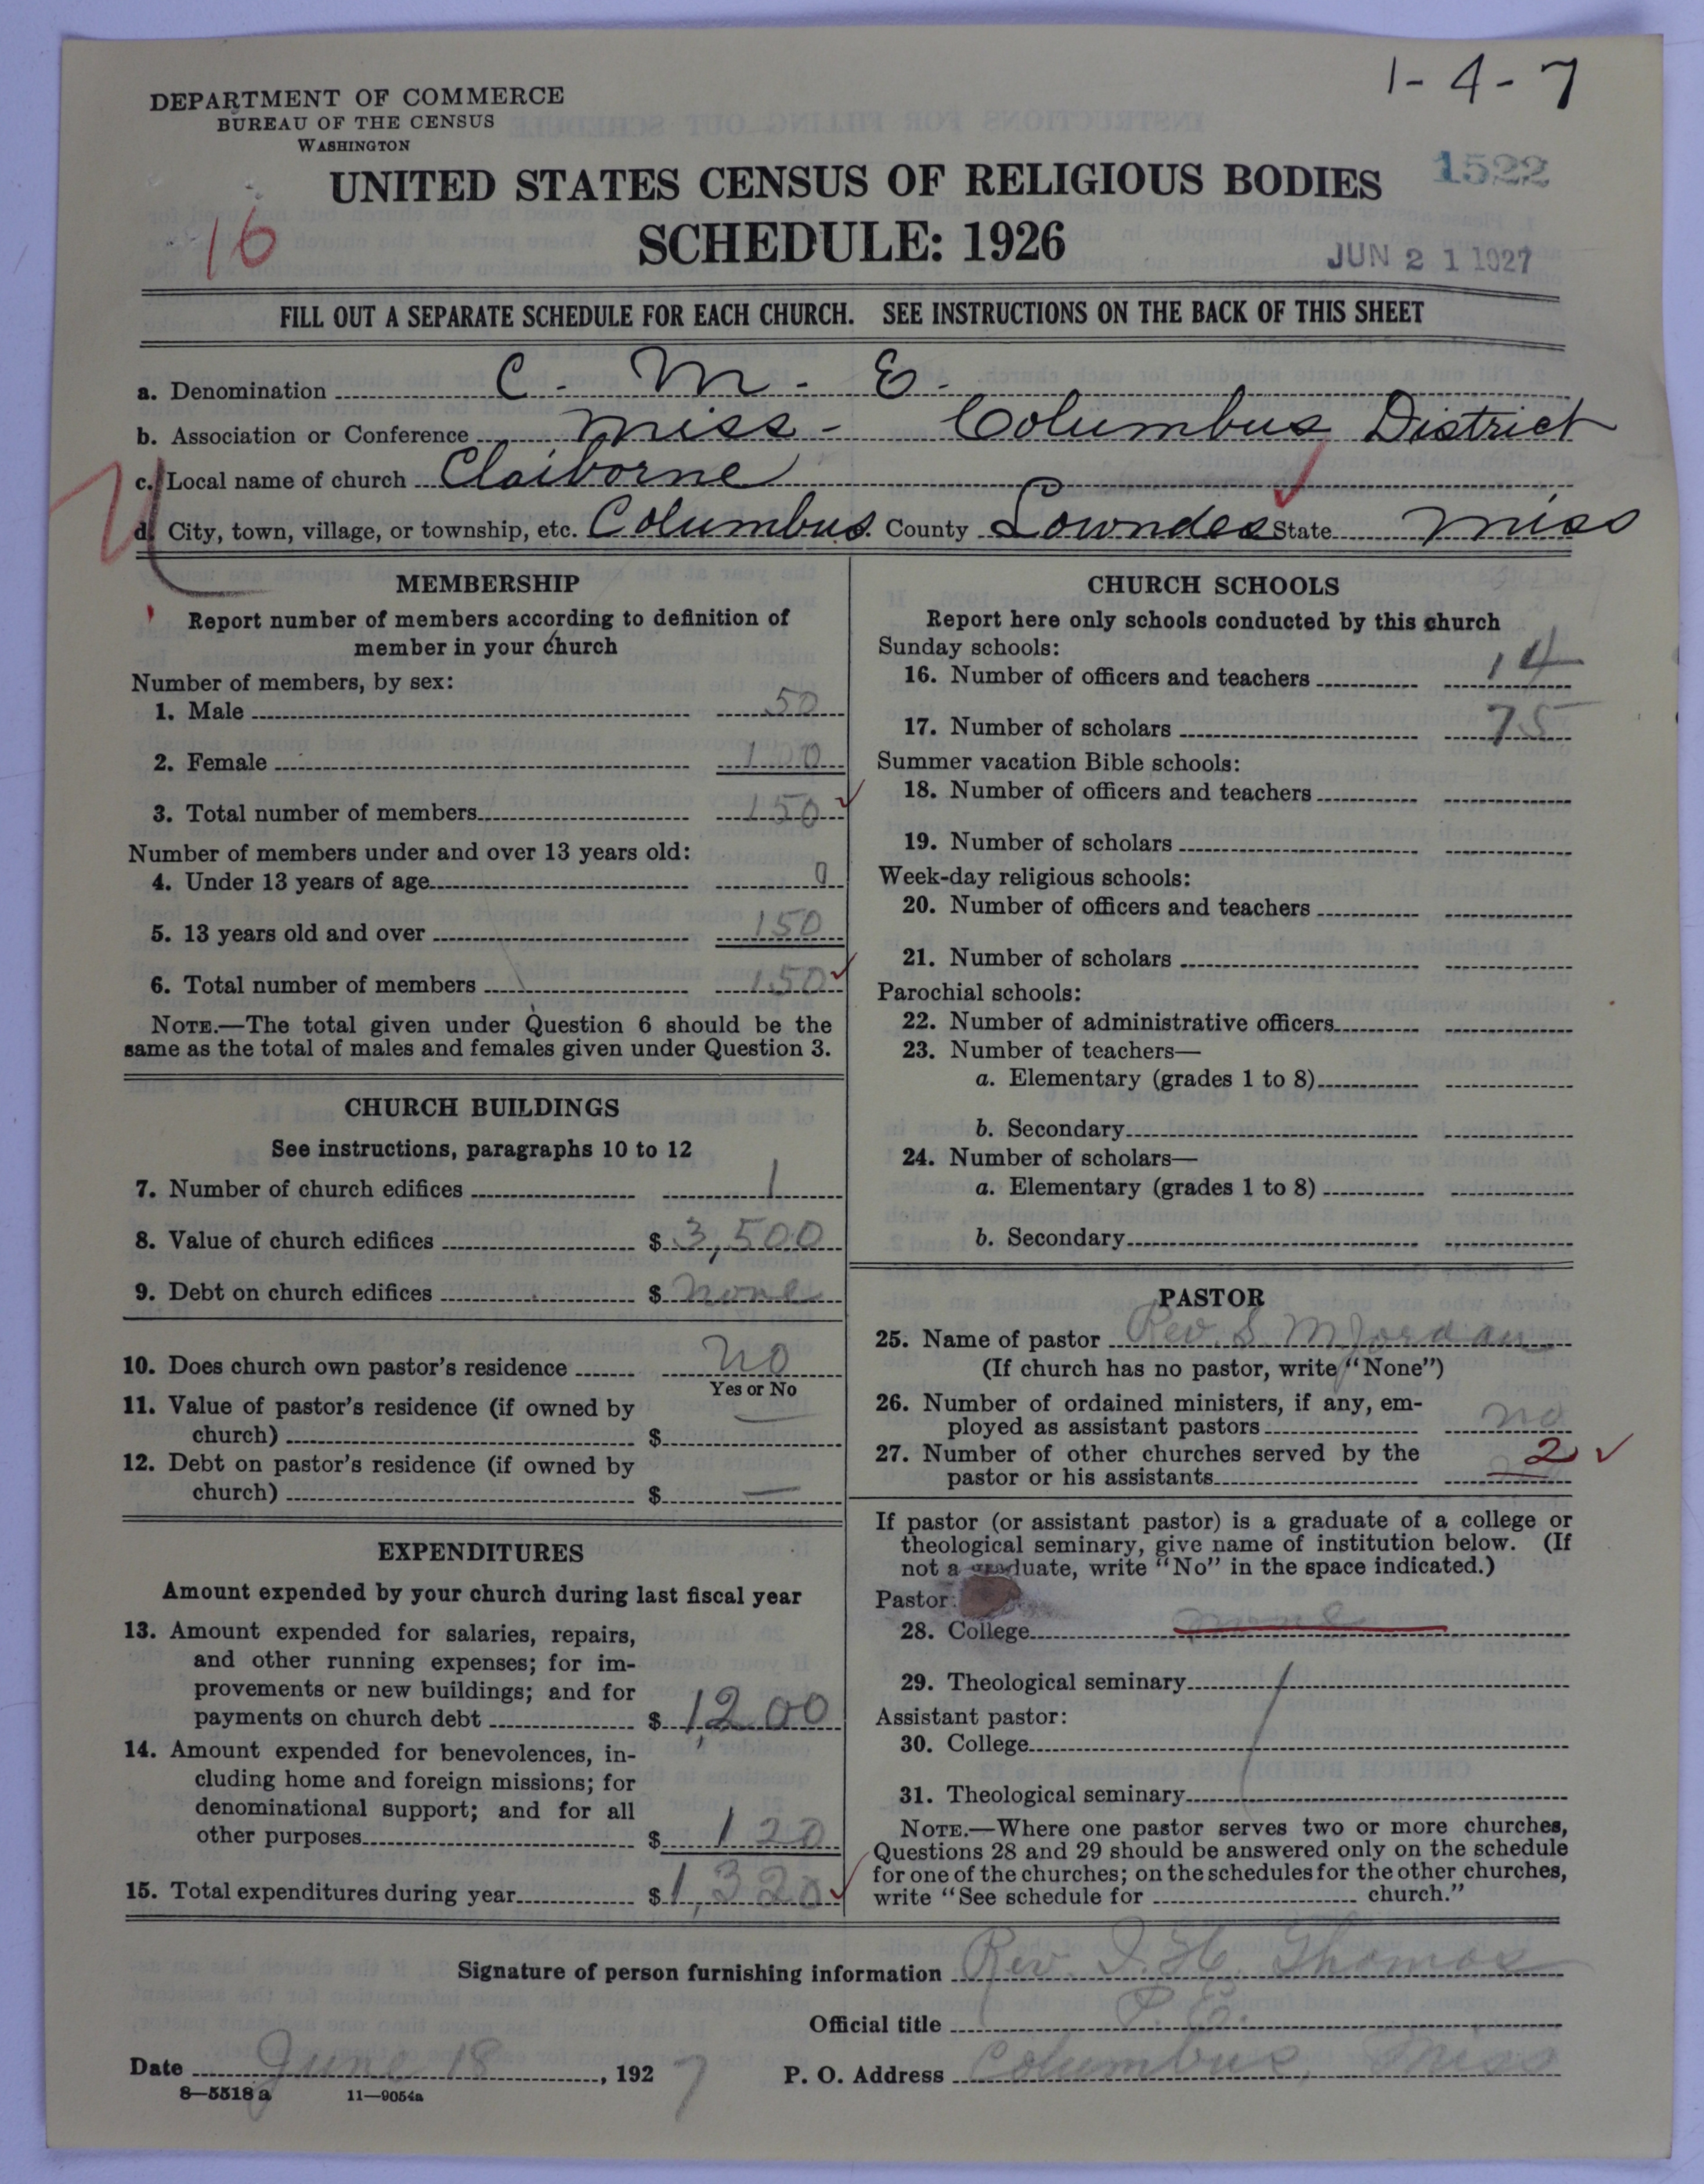 1-4-7
DEPARTMENT OF COMMERCE
BUREAU OF THE CENSUS
WASHINGTON
UNITED STATES CENSUS OF RELIGIOUS BODIES
1522
SCHEDULE: 1926
16
JUN 21 1927
FILL OUT A SEPARATE SCHEDULE FOR EACH CHURCH. SEE INSTRUCTIONS ON THE BACK OF THIS SHEET
a. Denomination C. M. E.
b. Association or Conference Miss - Columbus District
c. Local name of church Claiborne
d. City, town, village, or township, etc. Columbus. County Lowndes State Miss
MEMBERSHIP
Report number of members according to definition of
member in your church
Number of members, by sex:
1. Male 50
2. Female 100
3. Total number of members 150
Number of members under and over 13 years old:
4. Under 13 years of age 0
5. 13 years old and over 150
6. Total number of members 150
NOTE.—The total given under Question 6 should be the
same as the total of males and females given under Question 3.
CHURCH BUILDINGS
See instructions, paragraphs 10 to 12
7. Number of church edifices 1
8. Value of church edifices $ 3,500
9. Debt on church edifices $ none
10. Does church own pastor's residence no
Yes or No
11. Value of pastor's residence (if owned by
church) $ —
12. Debt on pastor's residence (if owned by
church) $ —
EXPENDITURES
Amount expended by your church during last fiscal year
13. Amount expended for salaries, repairs,
and other running expenses; for im-
provements or new buildings; and for
payments on church debt $ 1,200
14. Amount expended for benevolences, in-
cluding home and foreign missions; for
denominational support; and for all
other purposes $ 120
15. Total expenditures during year $ 1,320
CHURCH SCHOOLS
Report here only schools conducted by this church
Sunday schools:
16. Number of officers and teachers 14
17. Number of scholars 75
Summer vacation Bible schools:
18. Number of officers and teachers
19. Number of scholars
Week-day religious schools:
20. Number of officers and teachers
21. Number of scholars
Parochial schools:
22. Number of administrative officers
23. Number of teachers—
a. Elementary (grades 1 to 8)
b. Secondary
24. Number of scholars—
a. Elementary (grades 1 to 8)
b. Secondary
PASTOR
25. Name of pastor Rev. S. M Jordan
(If church has no pastor, write "None")
26. Number of ordained ministers, if any, em-
ployed as assistant pastors no
27. Number of other churches served by the
pastor or his assistants 2
If pastor (or assistant pastor) is a graduate of a college or
theological seminary, give name of institution below. (If
not a graduate, write "No" in the space indicated.)
Pastor:
28. College none
29. Theological seminary
Assistant pastor:
30. College
31. Theological seminary
NOTE.—Where one pastor serves two or more churches,
Questions 28 and 29 should be answered only on the schedule
for one of the churches; on the schedules for the other churches,
write "See schedule for church."
Signature of person furnishing information Rev. I. H. Thomas
Official title P. E.
Date June 18, 1927 P. O. Address Columbus, Miss
8—5518 a 11—9054a